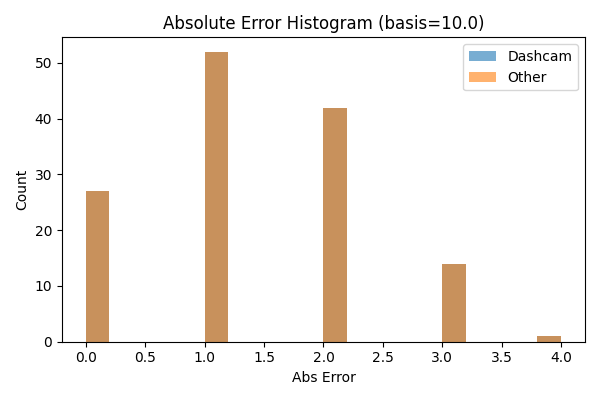 Absolute Error Histogram (basis=10.0)
Dashcam
Other
Count
50
40
30
20
10
0
0.0 0.5 1.0 1.5 2.0 2.5 3.0 3.5 4.0
Abs Error